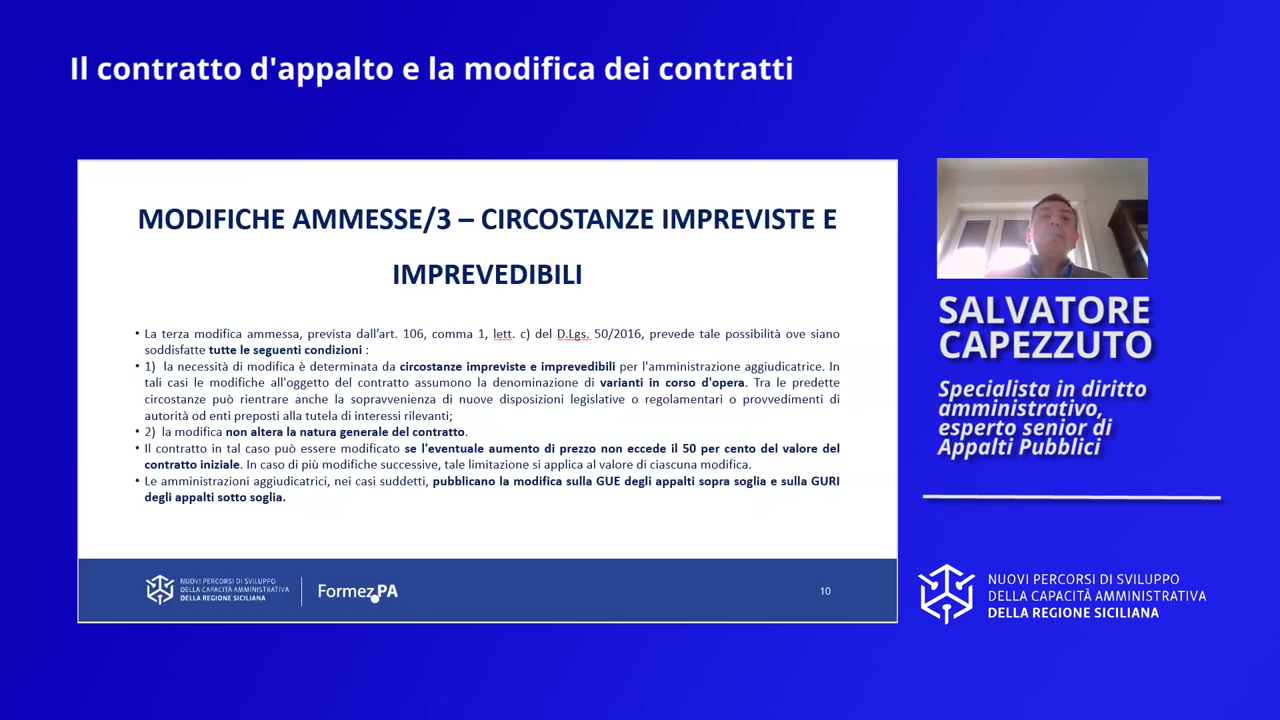 Il contratto d'appalto e la modifica dei contratti
MODIFICHE AMMESSE/3 – CIRCOSTANZE IMPREVISTE E
IMPREVEDIBILI
• La terza modifica ammessa, prevista dall'art. 106, comma 1, lett. c) del D.Lgs. 50/2016, prevede tale possibilità ove siano
soddisfatte tutte le seguenti condizioni :
• 1) la necessità di modifica è determinata da circostanze impreviste e imprevedibili per l'amministrazione aggiudicatrice. In
tali casi le modifiche all'oggetto del contratto assumono la denominazione di varianti in corso d'opera. Tra le predette
circostanze può rientrare anche la sopravvenienza di nuove disposizioni legislative o regolamentari o provvedimenti di
autorità od enti preposti alla tutela di interessi rilevanti;
• 2) la modifica non altera la natura generale del contratto.
• Il contratto in tal caso può essere modificato se l'eventuale aumento di prezzo non eccede il 50 per cento del valore del
contratto iniziale. In caso di più modifiche successive, tale limitazione si applica al valore di ciascuna modifica.
• Le amministrazioni aggiudicatrici, nei casi suddetti, pubblicano la modifica sulla GUE degli appalti sopra soglia e sulla GURI
degli appalti sotto soglia.
NUOVI PERCORSI DI SVILUPPO
DELLA CAPACITÀ AMMINISTRATIVA
DELLA REGIONE SICILIANA
Formez PA
10
SALVATORE
CAPEZZUTO
Specialista in diritto
amministrativo,
esperto senior di
Appalti Pubblici
NUOVI PERCORSI DI SVILUPPO
DELLA CAPACITÀ AMMINISTRATIVA
DELLA REGIONE SICILIANA